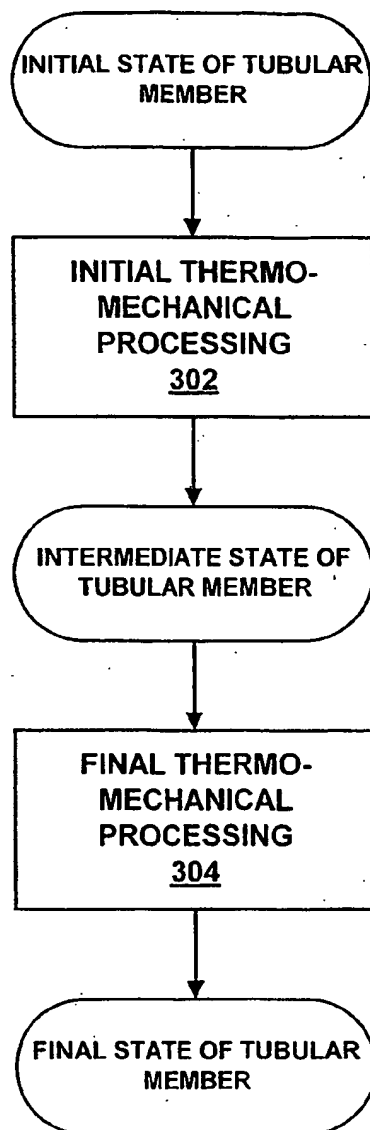 INITIAL STATE OF TUBULAR
MEMBER
INITIAL THERMO-
MECHANICAL
PROCESSING
302
INTERMEDIATE STATE OF
TUBULAR MEMBER
FINAL THERMO-
MECHANICAL
PROCESSING
304
FINAL STATE OF TUBULAR
MEMBER